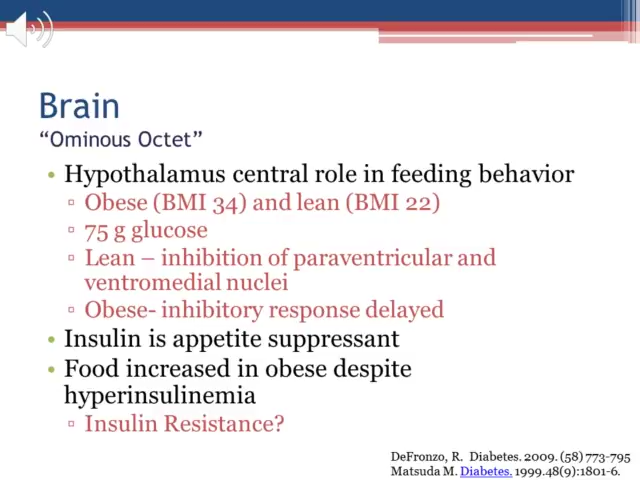 Brain
“Ominous Octet”
• Hypothalamus central role in feeding behavior
▫ Obese (BMI 34) and lean (BMI 22)
▫ 75 g glucose
▫ Lean – inhibition of paraventricular and
ventromedial nuclei
▫ Obese- inhibitory response delayed
• Insulin is appetite suppressant
• Food increased in obese despite
hyperinsulinemia
▫ Insulin Resistance?
DeFronzo, R. Diabetes. 2009. (58) 773-795
Matsuda M. Diabetes. 1999.48(9):1801-6.